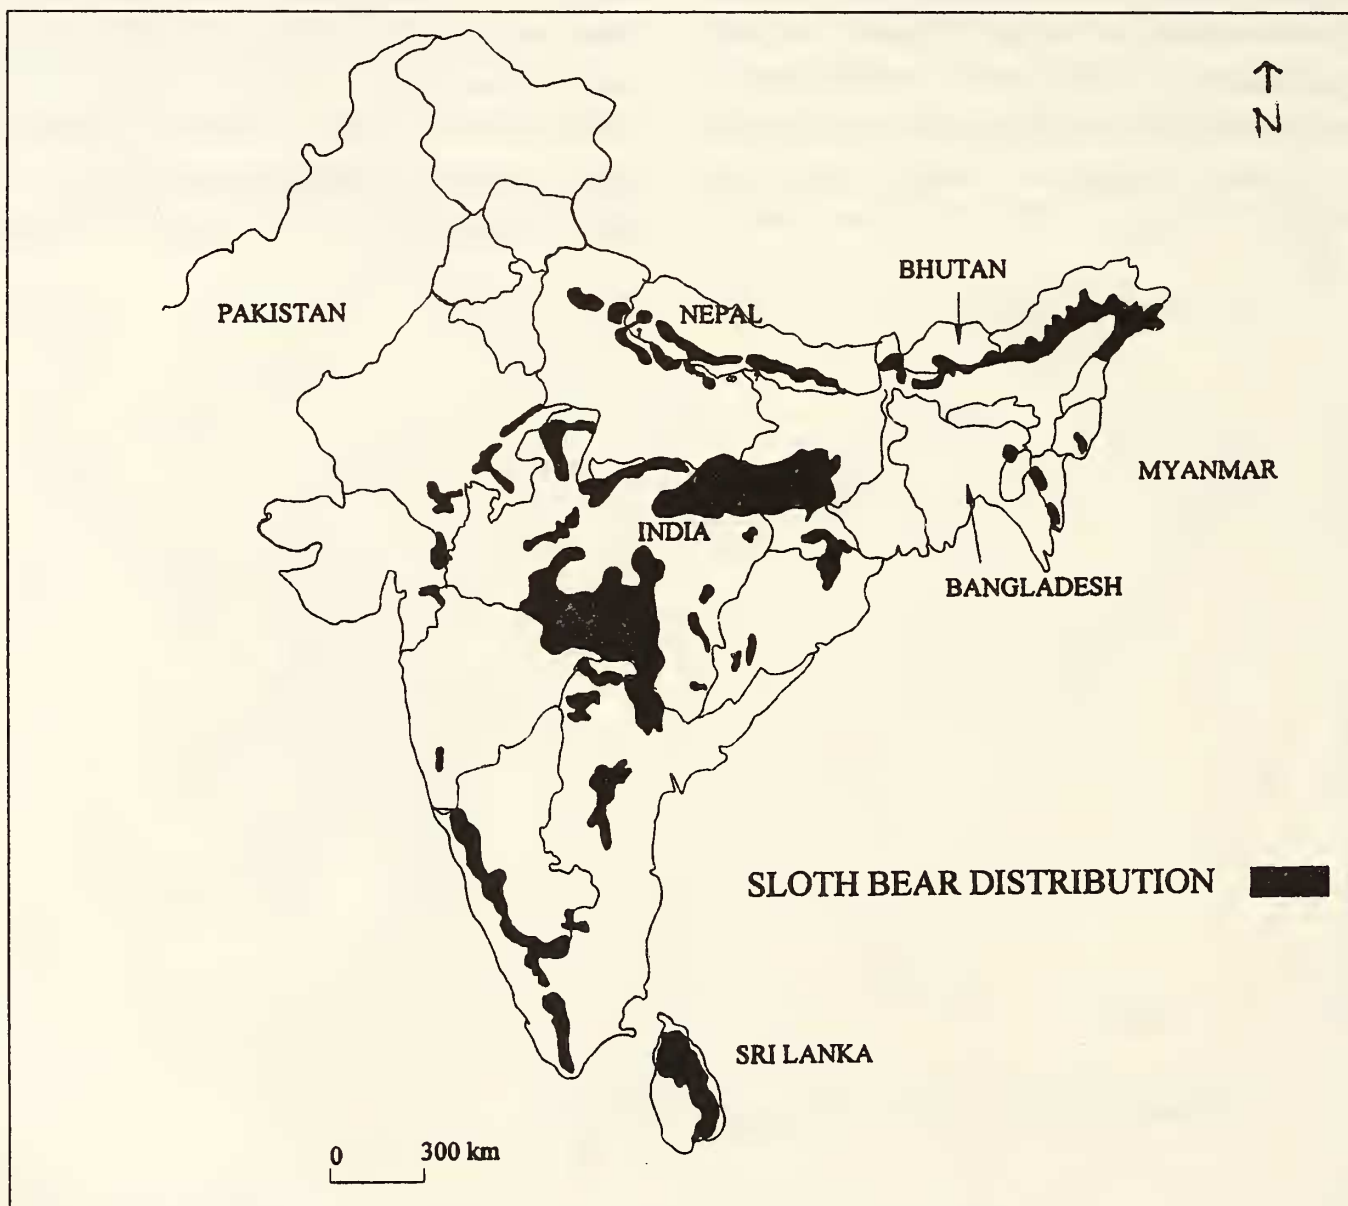 N
BHUTAN
PAKISTAN
NEPAL
MYANMAR
INDIA
BANGLADESH
SLOTH BEAR DISTRIBUTION
SRI LANKA
0 300 km